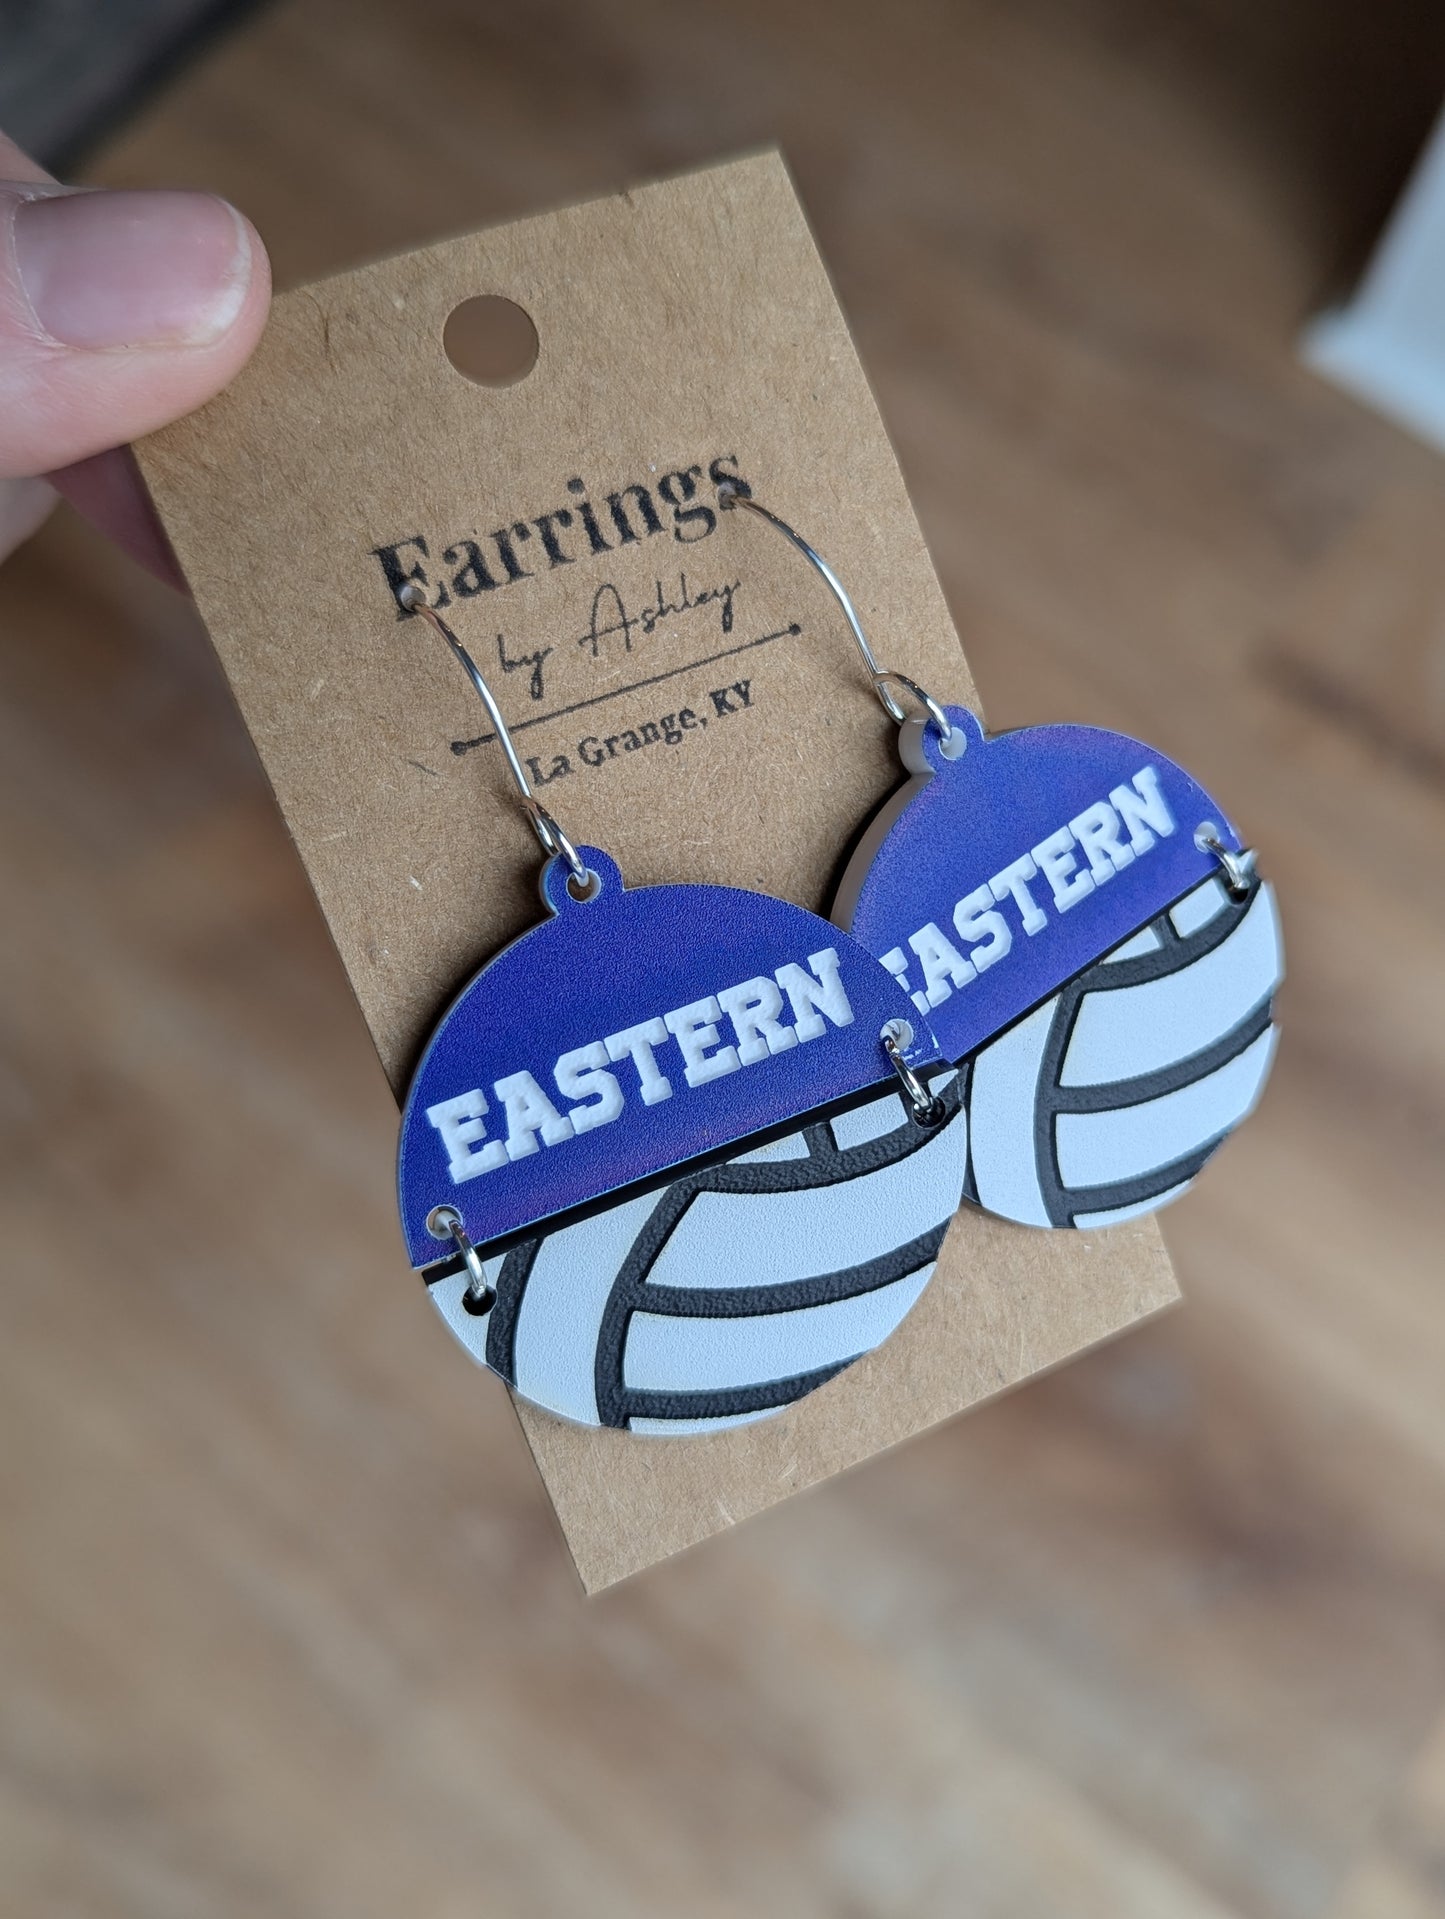 Earrings
by Ashley
La Grange, KY
EASTERN
EASTERN